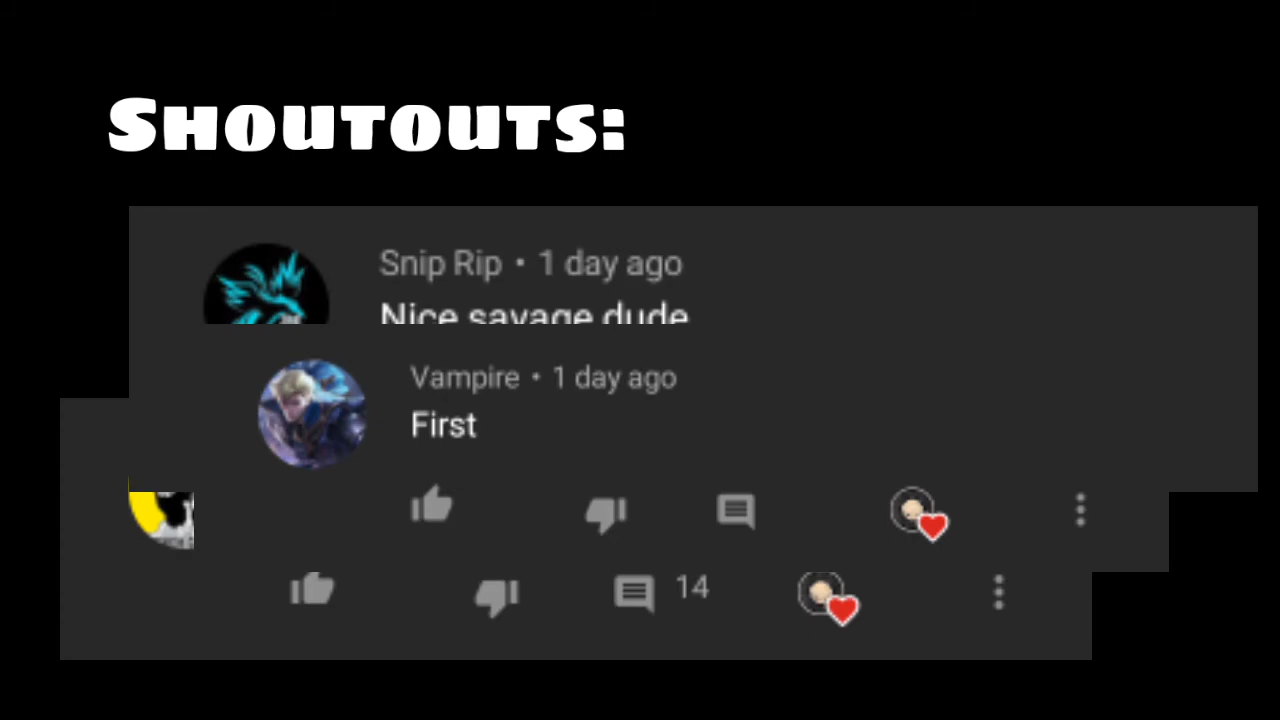 Shoutouts:
Snip Rip • 1 day ago
Nice savage dude
Vampire • 1 day ago
First
14